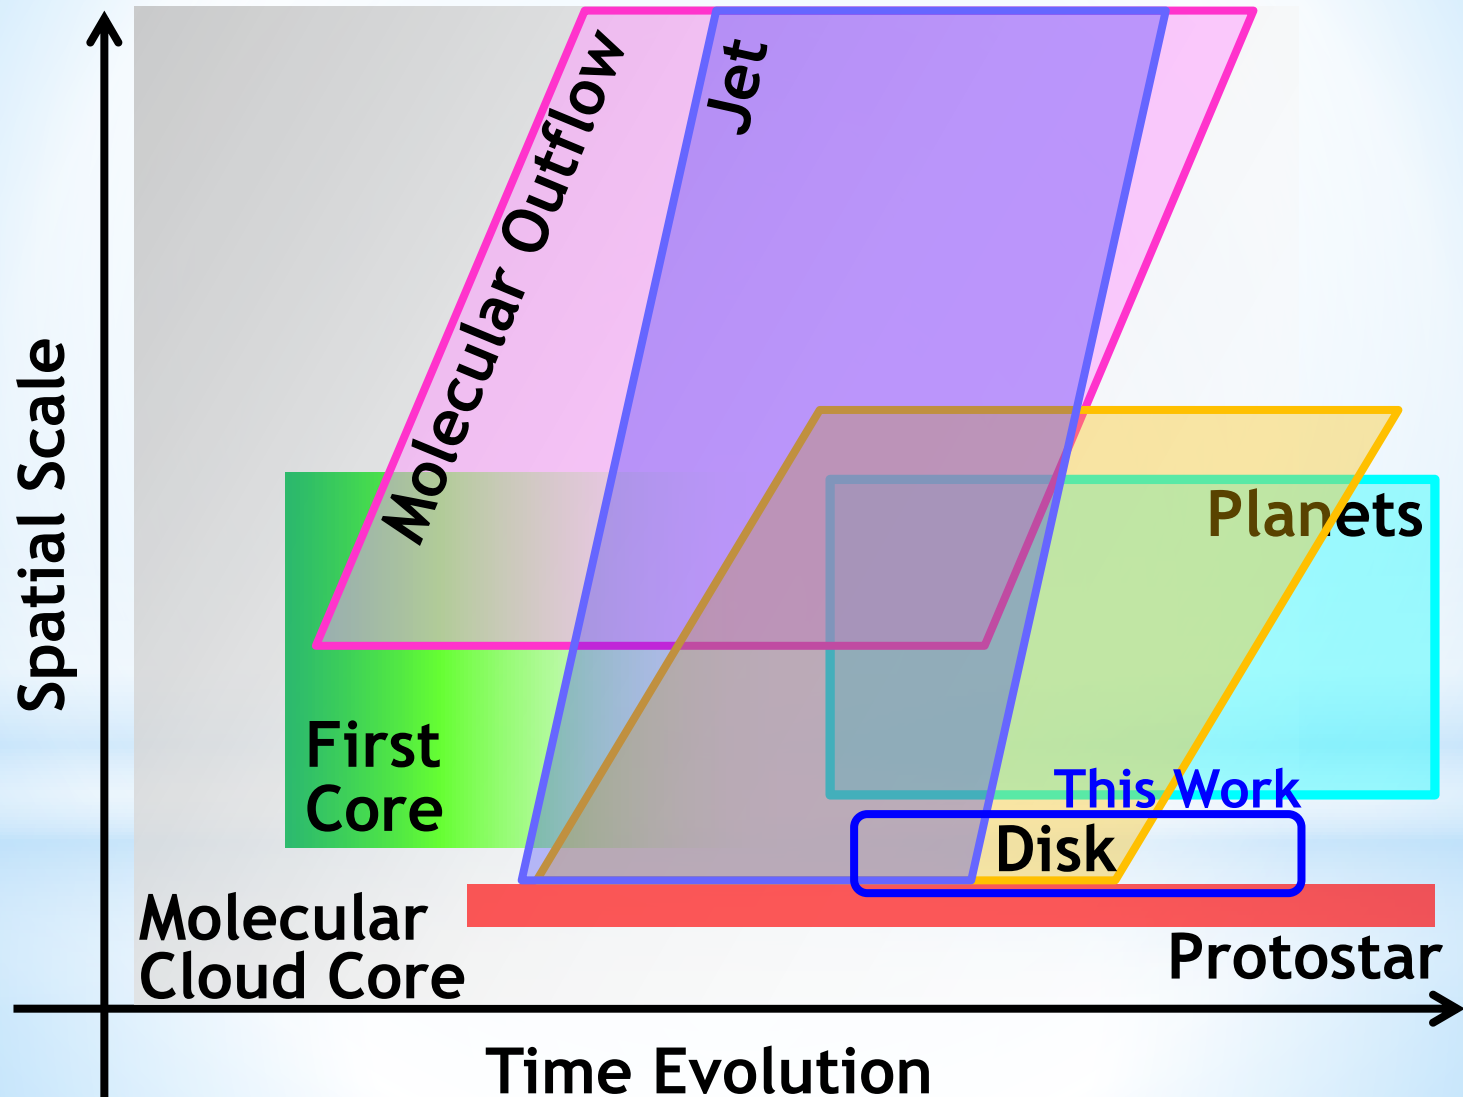 Molecular Outflow
Jet
Spatial Scale
Planets
First
Core
This Work
Disk
Molecular
Cloud Core
Protostar
Time Evolution